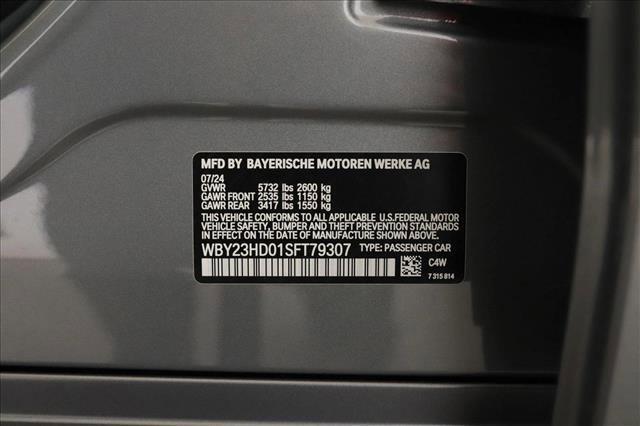 MFD BY BAYERISCHE MOTOREN WERKE AG
07/24
GVWR 5732 lbs 2600 kg
GAWR FRONT 2535 lbs 1150 kg
GAWR REAR 3417 lbs 1550 kg
THIS VEHICLE CONFORMS TO ALL APPLICABLE U.S.FEDERAL MOTOR
VEHICLE SAFETY, BUMPER, AND THEFT PREVENTION STANDARDS
IN EFFECT ON THE DATE OF MANUFACTURE SHOWN ABOVE.
WBY23HD01SFT79307 TYPE: PASSENGER CAR
C4W
7 315 814